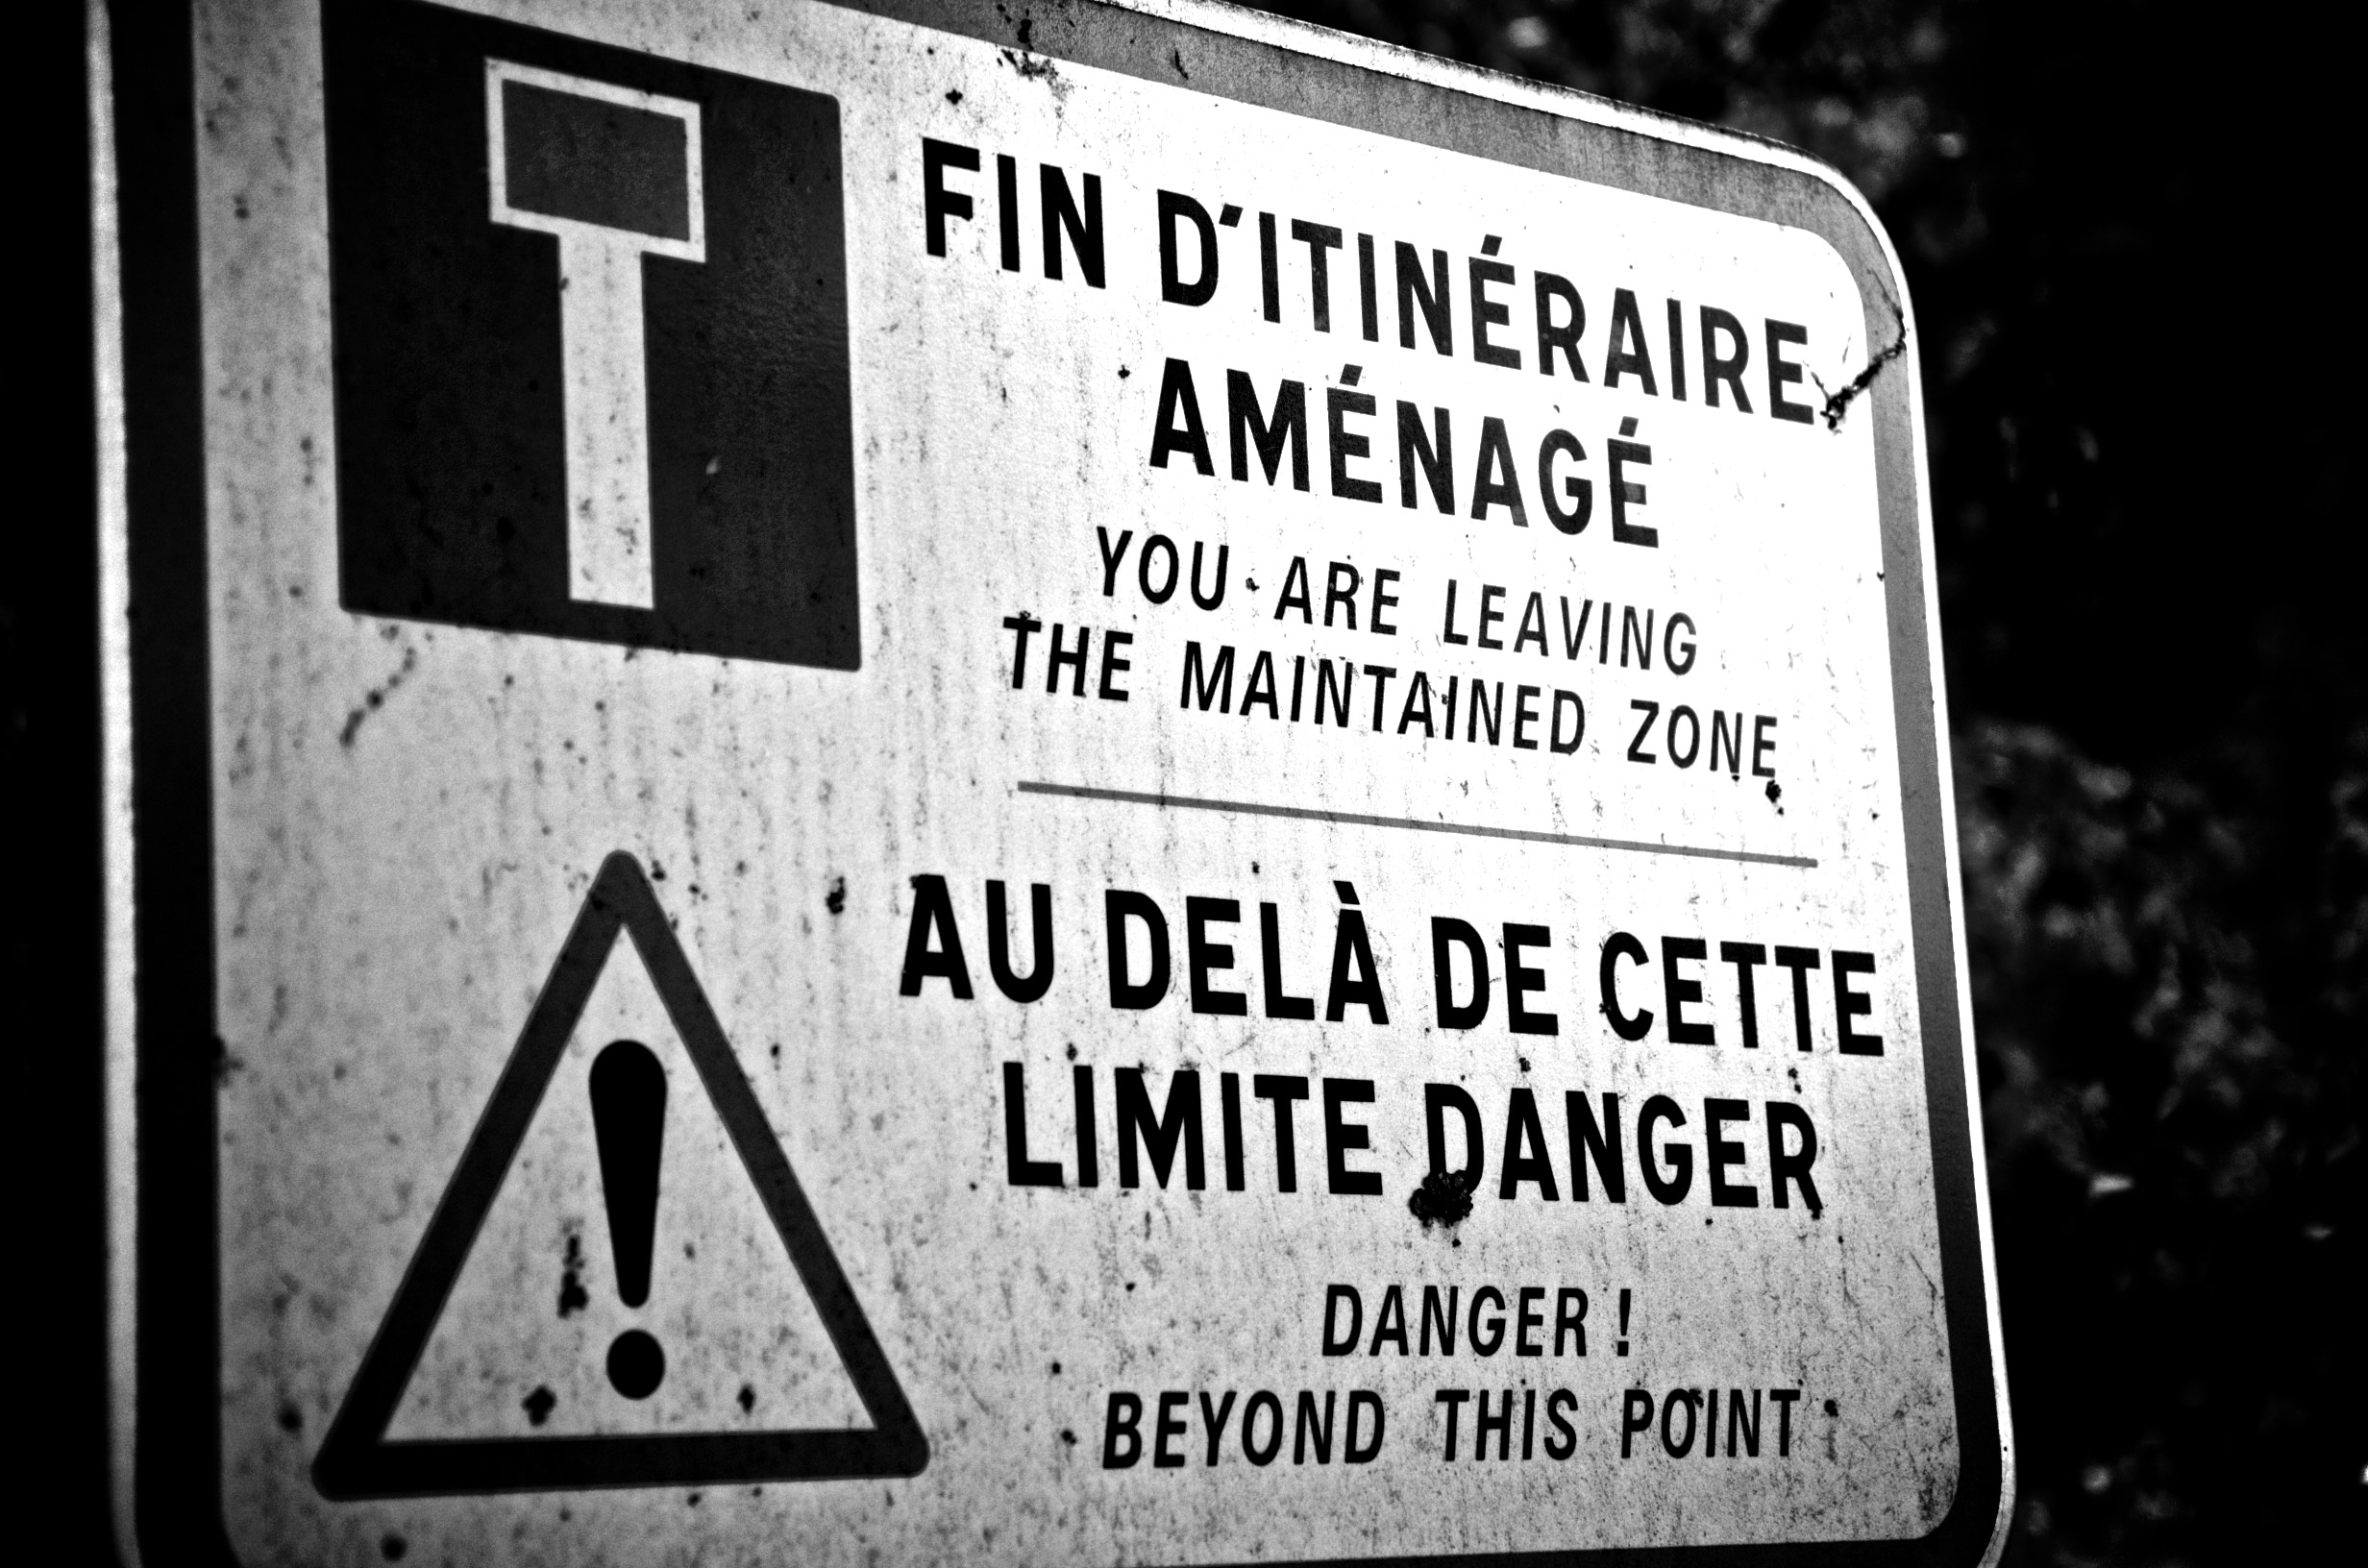 FIN D'ITINÉRAIRE
AMÉNAGÉ
YOU ARE LEAVING
THE MAINTAINED ZONE
AU DELÀ DE CETTE
LIMITE DANGER
DANGER !
BEYOND THIS POINT